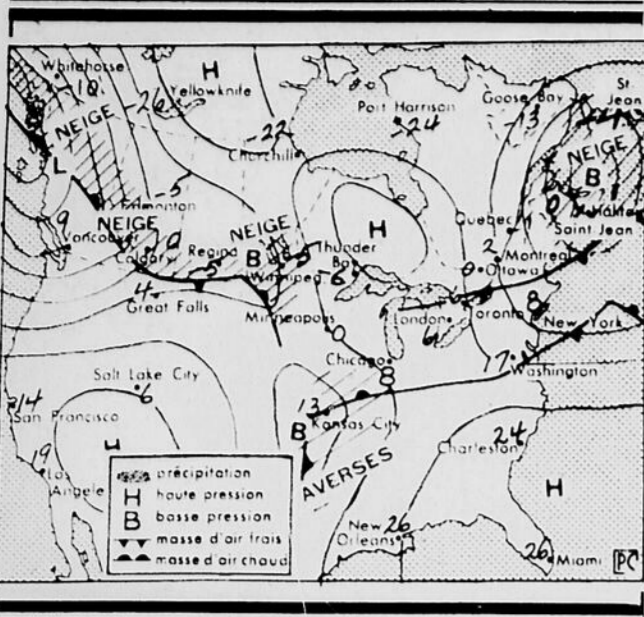 Whitehorse
-10
H
Yellowknife
-26
Port Harrison
-24
Goose Bay
-13
St. Jean
NEIGE
-22
Churchill
NEIGE
B
L
-5
Edmonton
NEIGE
NEIGE
H
Quebec
Halifax
Saint Jean
9
Vancouver
Calgary
Regina
-5
B
Winnipeg
Thunder Bay
-6
2
Montreal
0
Ottawa
4
Great Falls
Minneapolis
London
Toronto
8
New York
Chicago
8
17
Washington
Salt Lake City
6
14
San Francisco
13
Kansas City
B
Charleston
24
19
Los Angele
H
AVERSES
H
précipitation
H haute pression
B basse pression
masse d'air frais
masse d'air chaud
New Orleans
26
26
Miami
PC